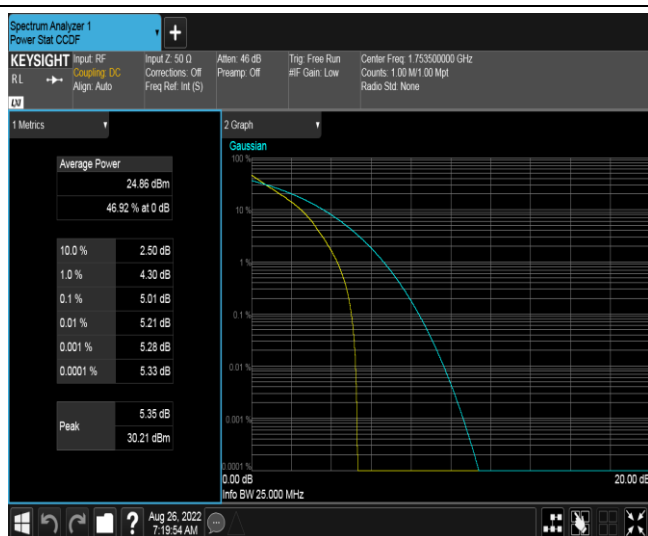 Spectrum Analyzer 1
Power Stat CCDF
+
KEYSIGHT
RL
LXI
Input: RF
Coupling: DC
Align: Auto
Input Z: 50 Ω
Corrections: Off
Freq Ref: Int (S)
Atten: 46 dB
Preamp: Off
Trig: Free Run
#IF Gain: Low
Center Freq: 1.753500000 GHz
Counts: 1.00 M/1.00 Mpt
Radio Std: None
1 Metrics
Average Power
24.86 dBm
46.92 % at 0 dB
10.0 % 2.50 dB
1.0 % 4.30 dB
0.1 % 5.01 dB
0.01 % 5.21 dB
0.001 % 5.28 dB
0.0001 % 5.33 dB
Peak
5.35 dB
30.21 dBm
2 Graph
Gaussian
100 %
10 %
1 %
0.1 %
0.01 %
0.001 %
0.0001 %
0.00 dB
20.00 dB
Info BW 25.000 MHz
?
Aug 26, 2022
7:19:54 AM